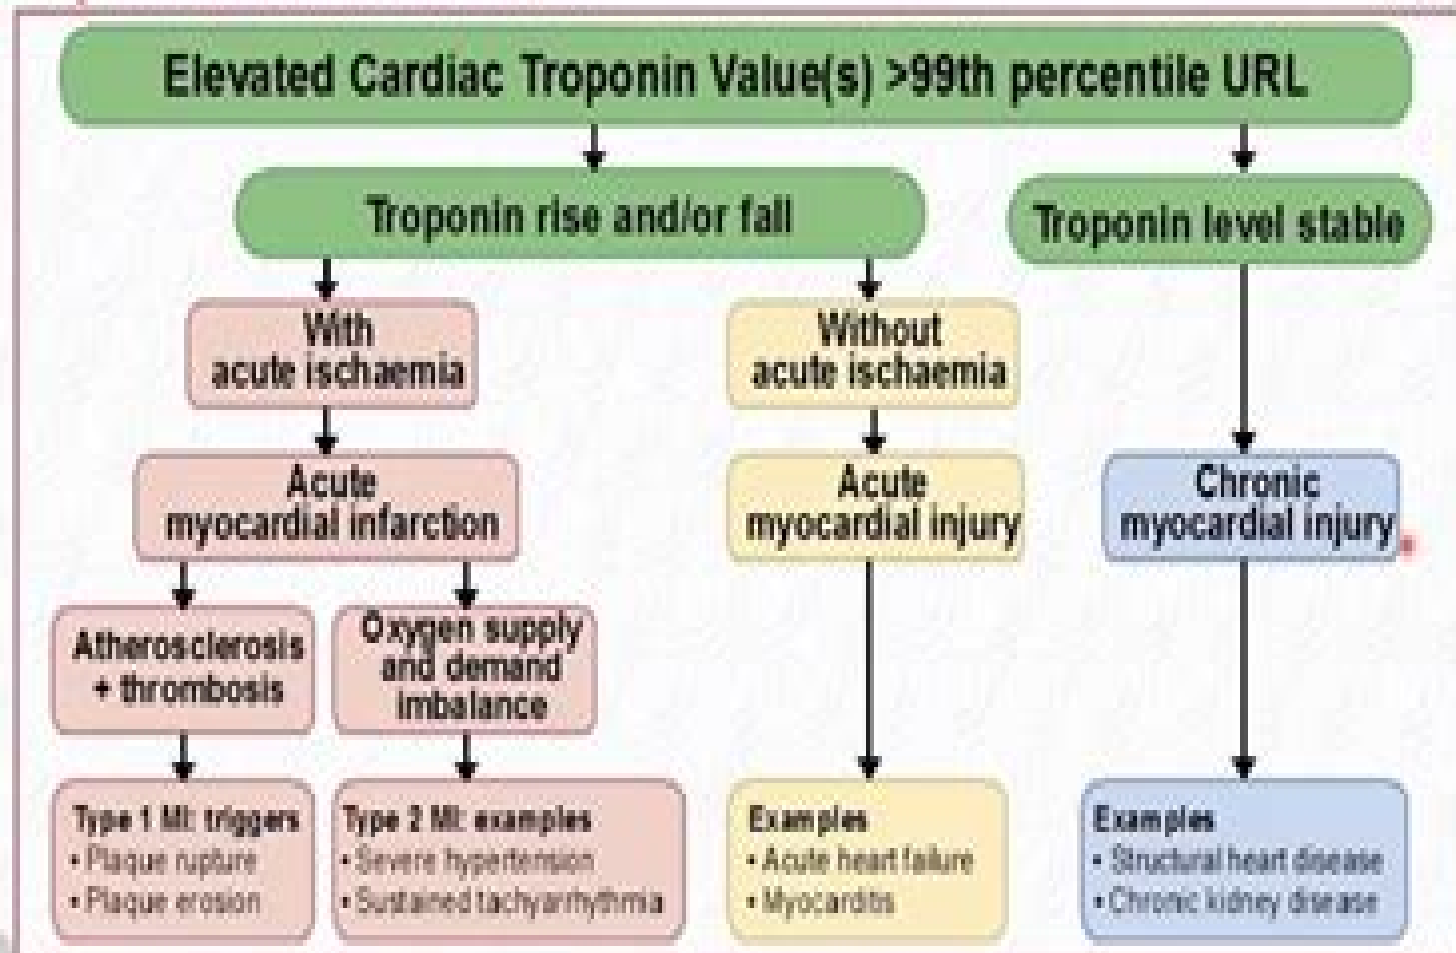 Elevated Cardiac Troponin Value(s) >99th percentile URL
Troponin rise and/or fall
Troponin level stable
With
acute ischaemia
Without
acute ischaemia
Acute
myocardial infarction
Acute
myocardial injury
Chronic
myocardial injury
Atherosclerosis
+ thrombosis
Oxygen supply
and demand
imbalance
Type 1 MI: triggers
• Plaque rupture
• Plaque erosion
Type 2 MI: examples
• Severe hypertension
• Sustained tachyarrhythmia
Examples
• Acute heart failure
• Myocarditis
Examples
• Structural heart disease
• Chronic kidney disease